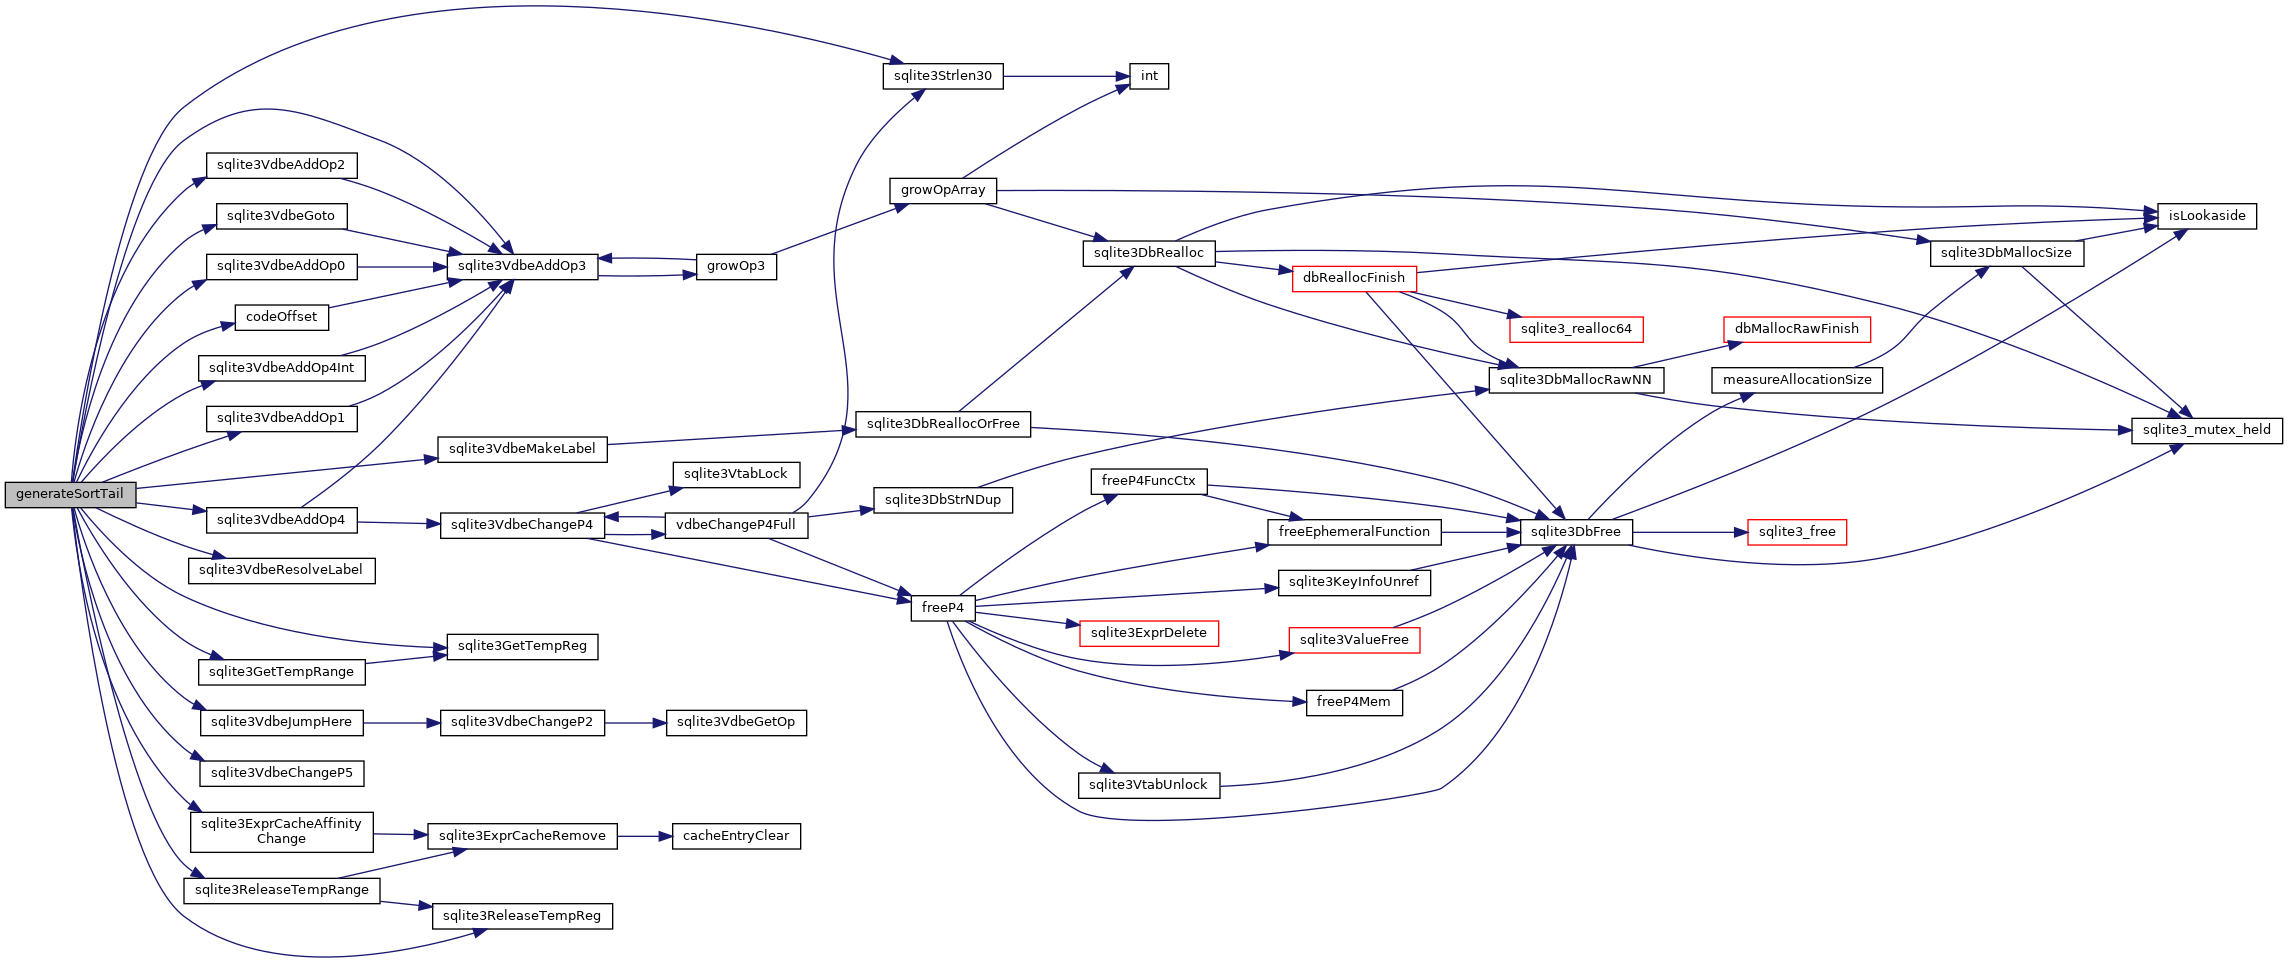 generateSortTail
sqlite3VdbeAddOp2
sqlite3VdbeGoto
sqlite3VdbeAddOp0
codeOffset
sqlite3VdbeAddOp4Int
sqlite3VdbeAddOp1
sqlite3VdbeAddOp4
sqlite3VdbeResolveLabel
sqlite3GetTempRange
sqlite3VdbeJumpHere
sqlite3VdbeChangeP5
sqlite3ExprCacheAffinity
Change
sqlite3ReleaseTempRange
sqlite3VdbeAddOp3
sqlite3VdbeMakeLabel
sqlite3VdbeChangeP4
sqlite3GetTempReg
sqlite3VdbeChangeP2
sqlite3ExprCacheRemove
sqlite3ReleaseTempReg
growOp3
sqlite3VtabLock
vdbeChangeP4Full
sqlite3VdbeGetOp
cacheEntryClear
sqlite3Strlen30
growOpArray
sqlite3DbReallocOrFree
sqlite3DbStrNDup
freeP4
int
sqlite3DbRealloc
freeP4FuncCtx
sqlite3ExprDelete
sqlite3VtabUnlock
dbReallocFinish
freeEphemeralFunction
sqlite3KeyInfoUnref
sqlite3ValueFree
freeP4Mem
sqlite3_realloc64
sqlite3DbMallocRawNN
sqlite3DbFree
dbMallocRawFinish
measureAllocationSize
sqlite3_free
sqlite3DbMallocSize
isLookaside
sqlite3_mutex_held